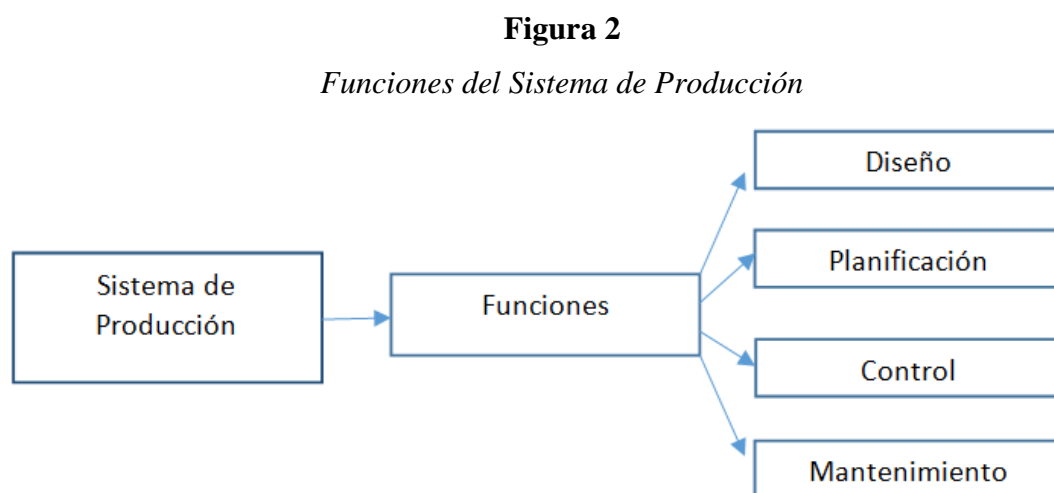 Figura 2
Funciones del Sistema de Producción
Sistema de
Producción
Funciones
Diseño
Planificación
Control
Mantenimiento